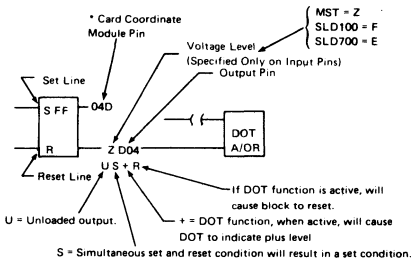 * Card Coordinate
Module Pin
MST = Z
SLD100 = F
SLD700 = E
Voltage Level
(Specified Only on Input Pins)
Output Pin
Set Line
S FF
04D
Z D04
DOT
A/OR
R
U S + R
Reset Line
If DOT function is active, will
cause block to reset.
U = Unloaded output.
+ = DOT function, when active, will cause
DOT to indicate plus level
S = Simultaneous set and reset condition will result in a set condition.